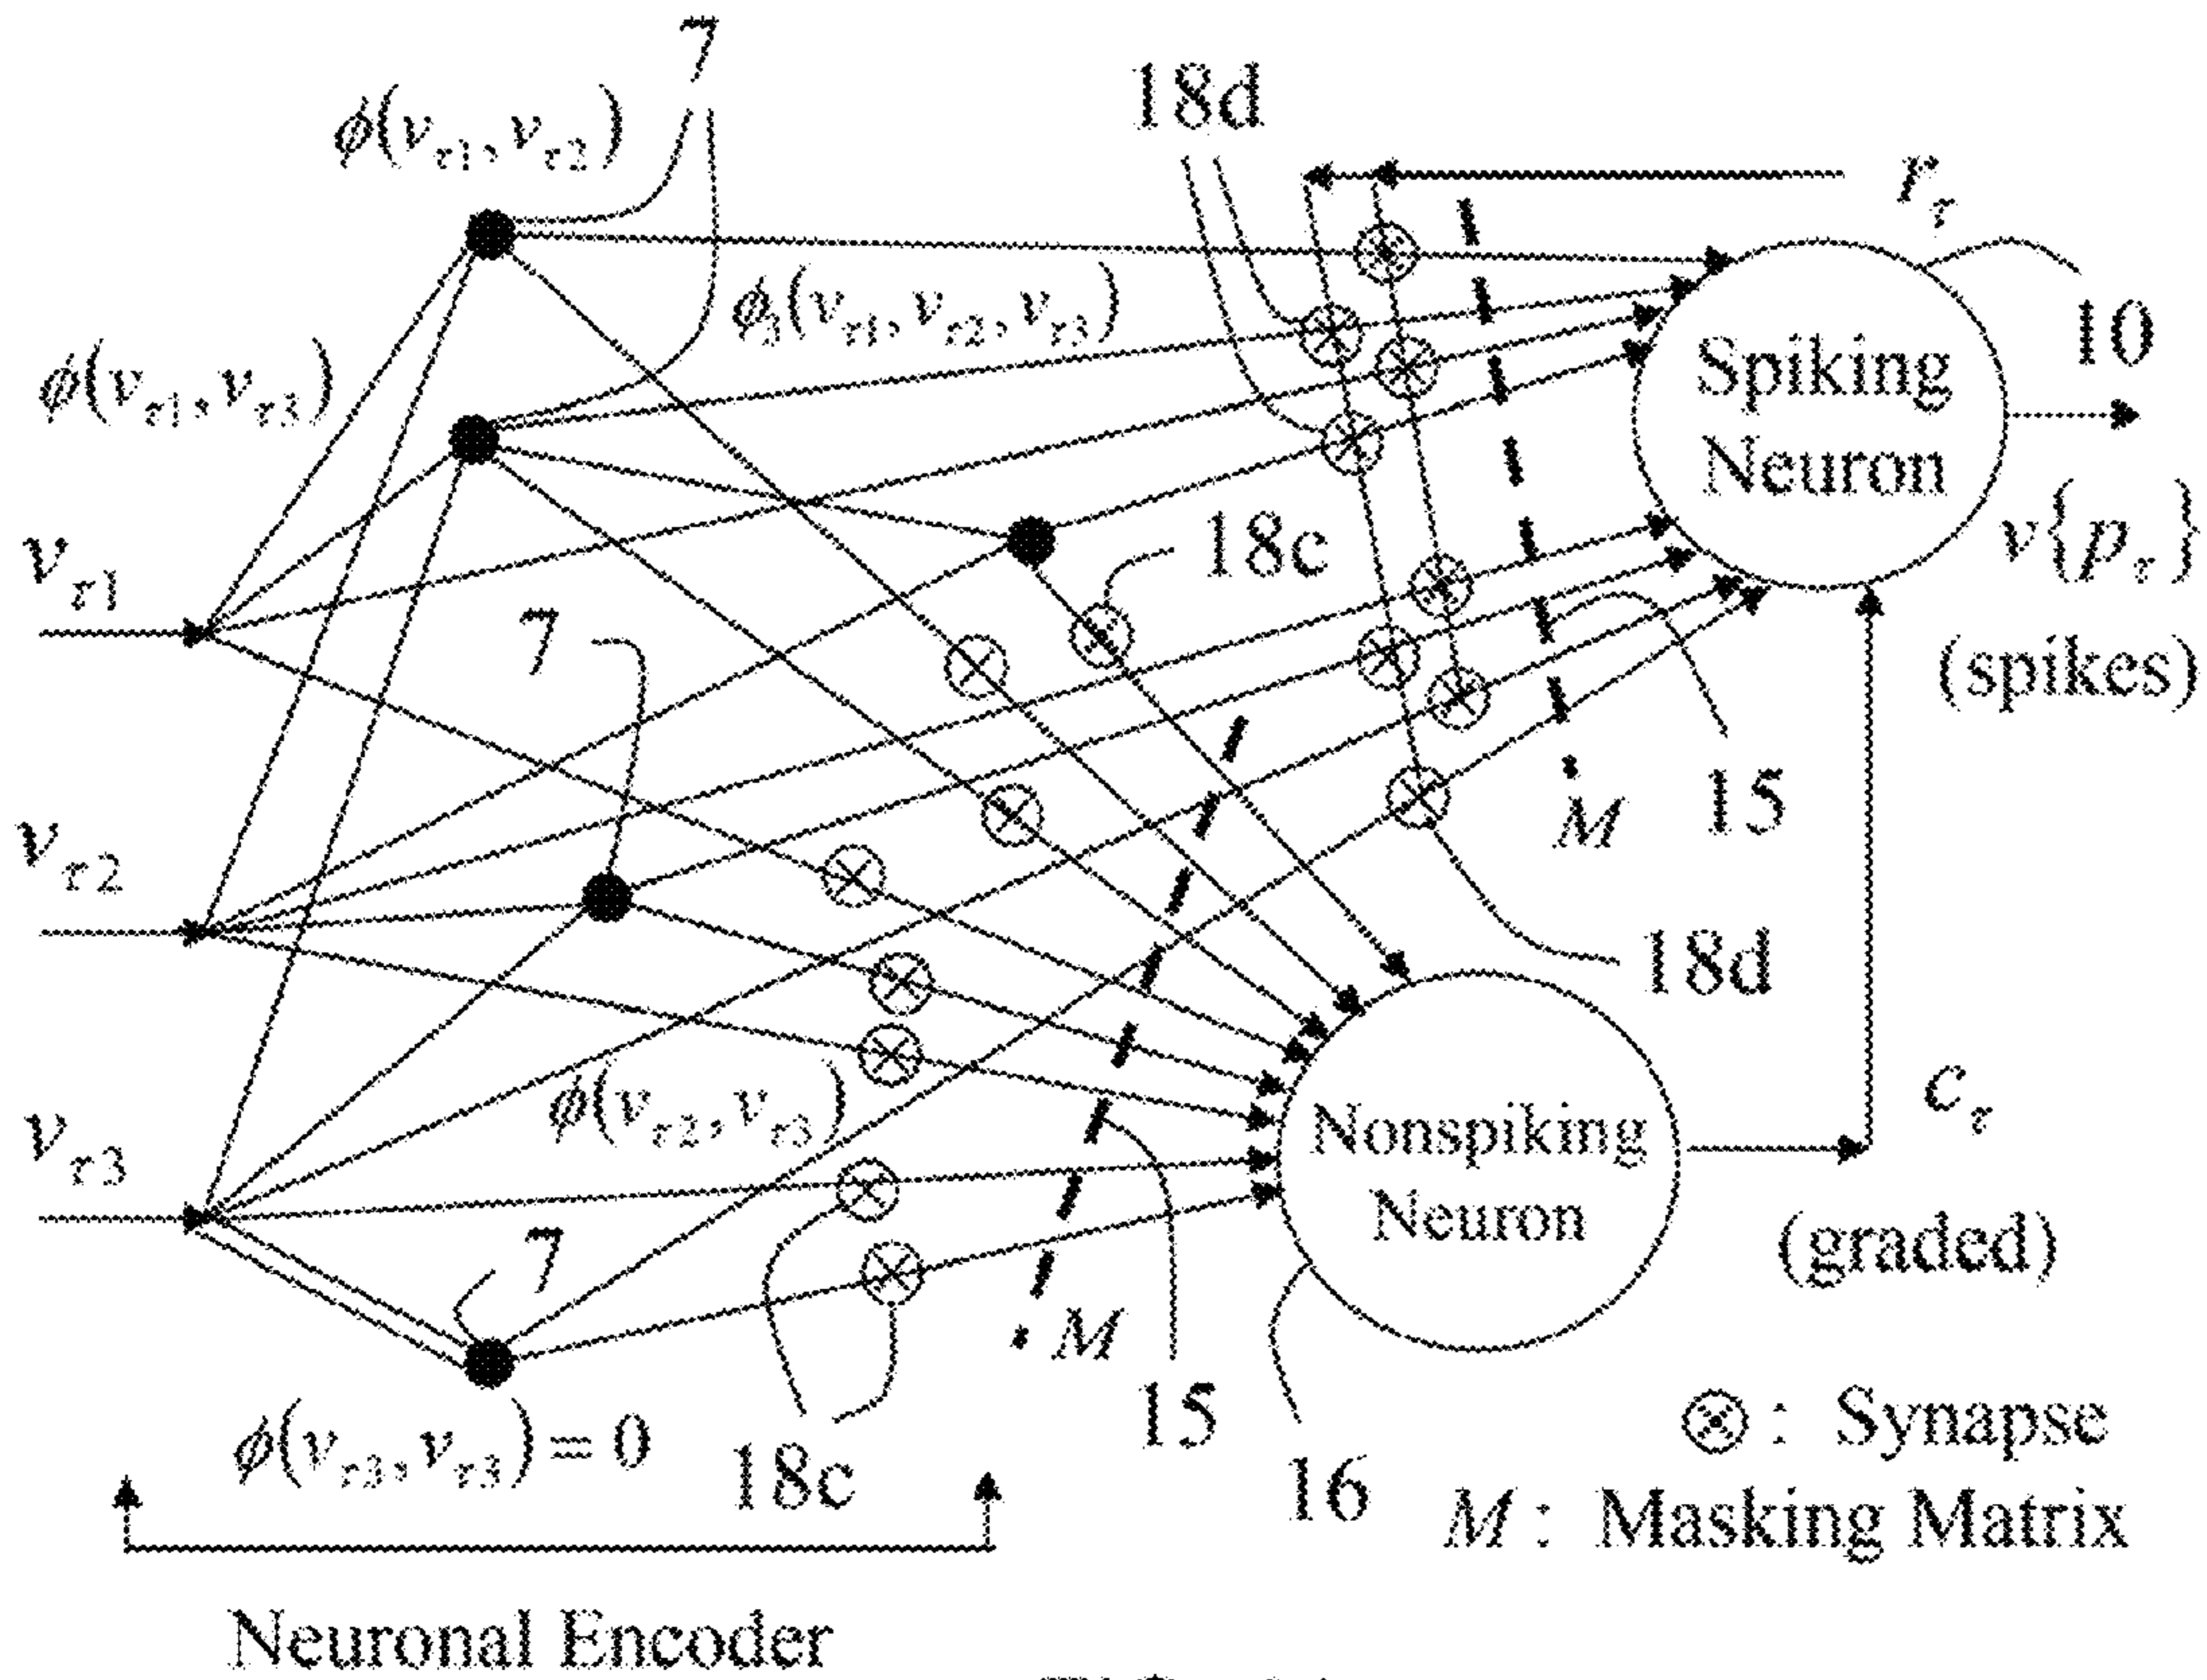 7
18d
ϕ(v_τ1, v_τ2)
r_τ
ϕ_3(v_τ1, v_τ2, v_τ3)
10
ϕ(v_τ1, v_τ3)
Spiking
Neuron
18c
v{p_τ}
v_τ1
7
(spikes)
v_τ2
M
15
18d
v_τ3
ϕ(v_τ2, v_τ3)
c_τ
Nonspiking
Neuron
7
(graded)
M
15
ϕ(v_τ3, v_τ3) = 0
18c
16
⊗ : Synapse
M : Masking Matrix
Neuronal Encoder